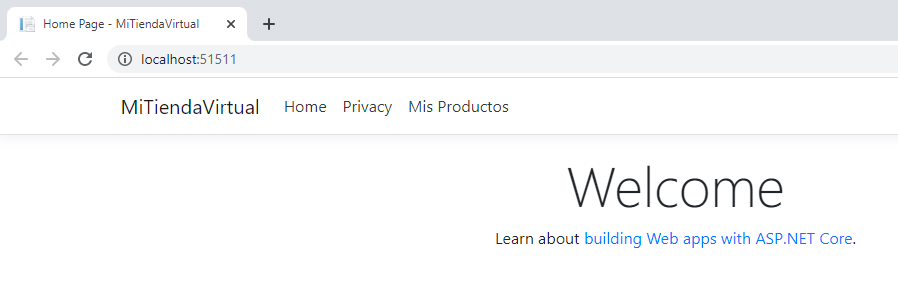 Home Page - MiTiendaVirtual
localhost:51511
MiTiendaVirtual Home Privacy Mis Productos
Welcome
Learn about building Web apps with ASP.NET Core.